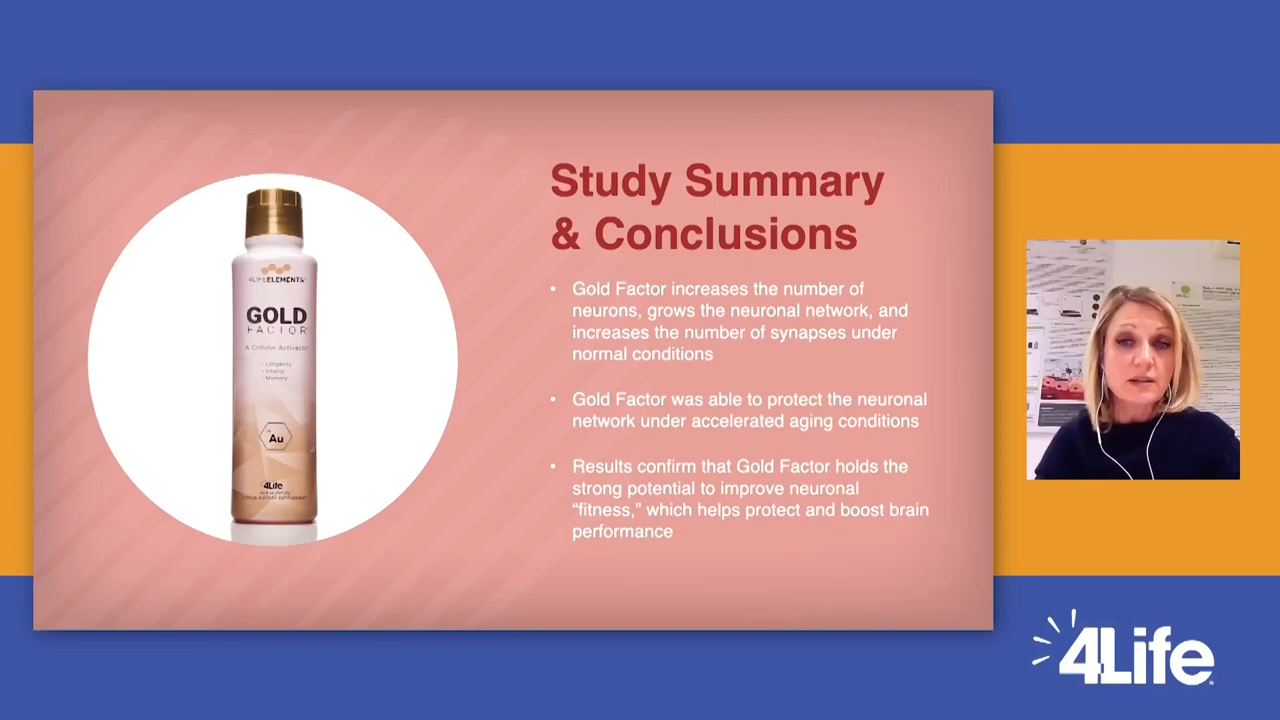 Study Summary
& Conclusions
• Gold Factor increases the number of
neurons, grows the neuronal network, and
increases the number of synapses under
normal conditions
• Gold Factor was able to protect the neuronal
network under accelerated aging conditions
• Results confirm that Gold Factor holds the
strong potential to improve neuronal
“fitness,” which helps protect and boost brain
performance
4LIFEELEMENTS
GOLD
FACTOR
A Cellular Activator
- Longevity
- Vitality
- Memory
Au
4Life
4Life